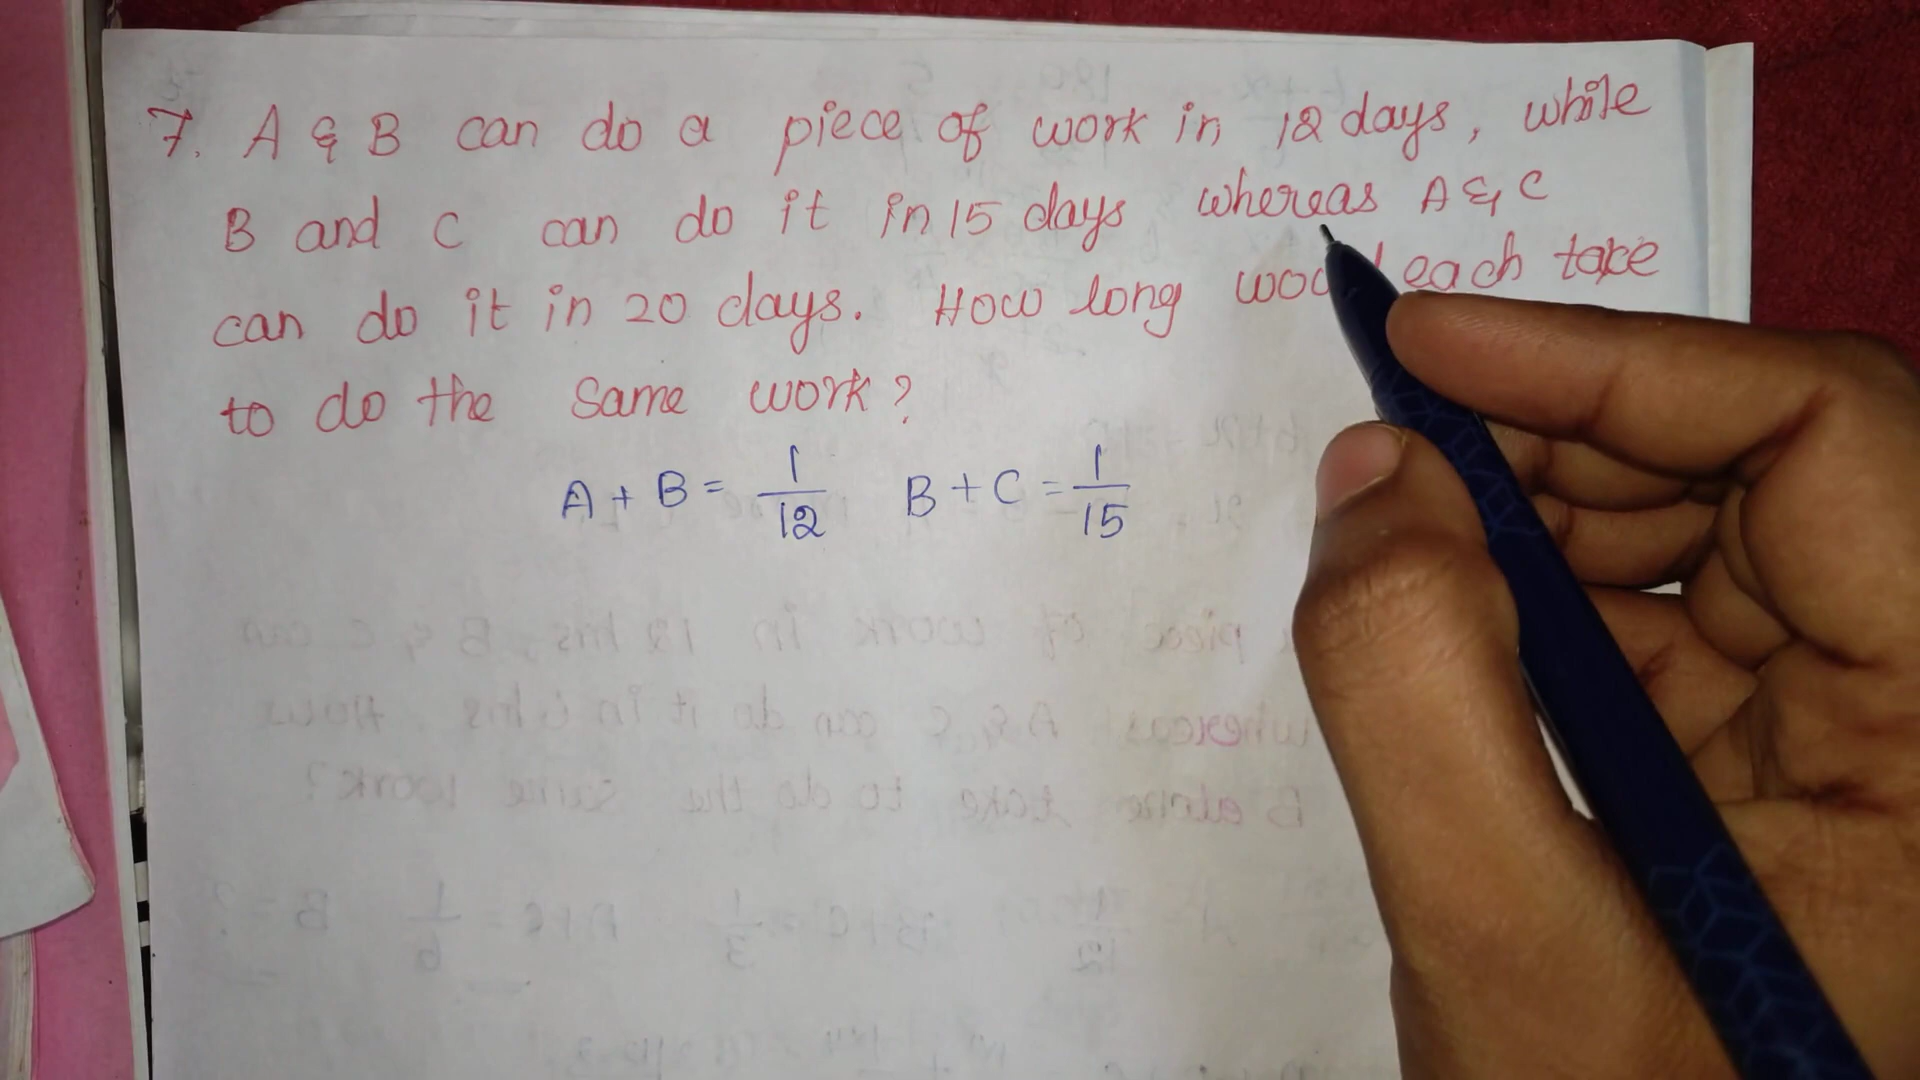 7. A & B can do a piece of work in 12 days, while
B and C can do it in 15 days whereas A & C
can do it in 20 days. How long each take
to do the same work?
A + B = 1/12 B + C = 1/15